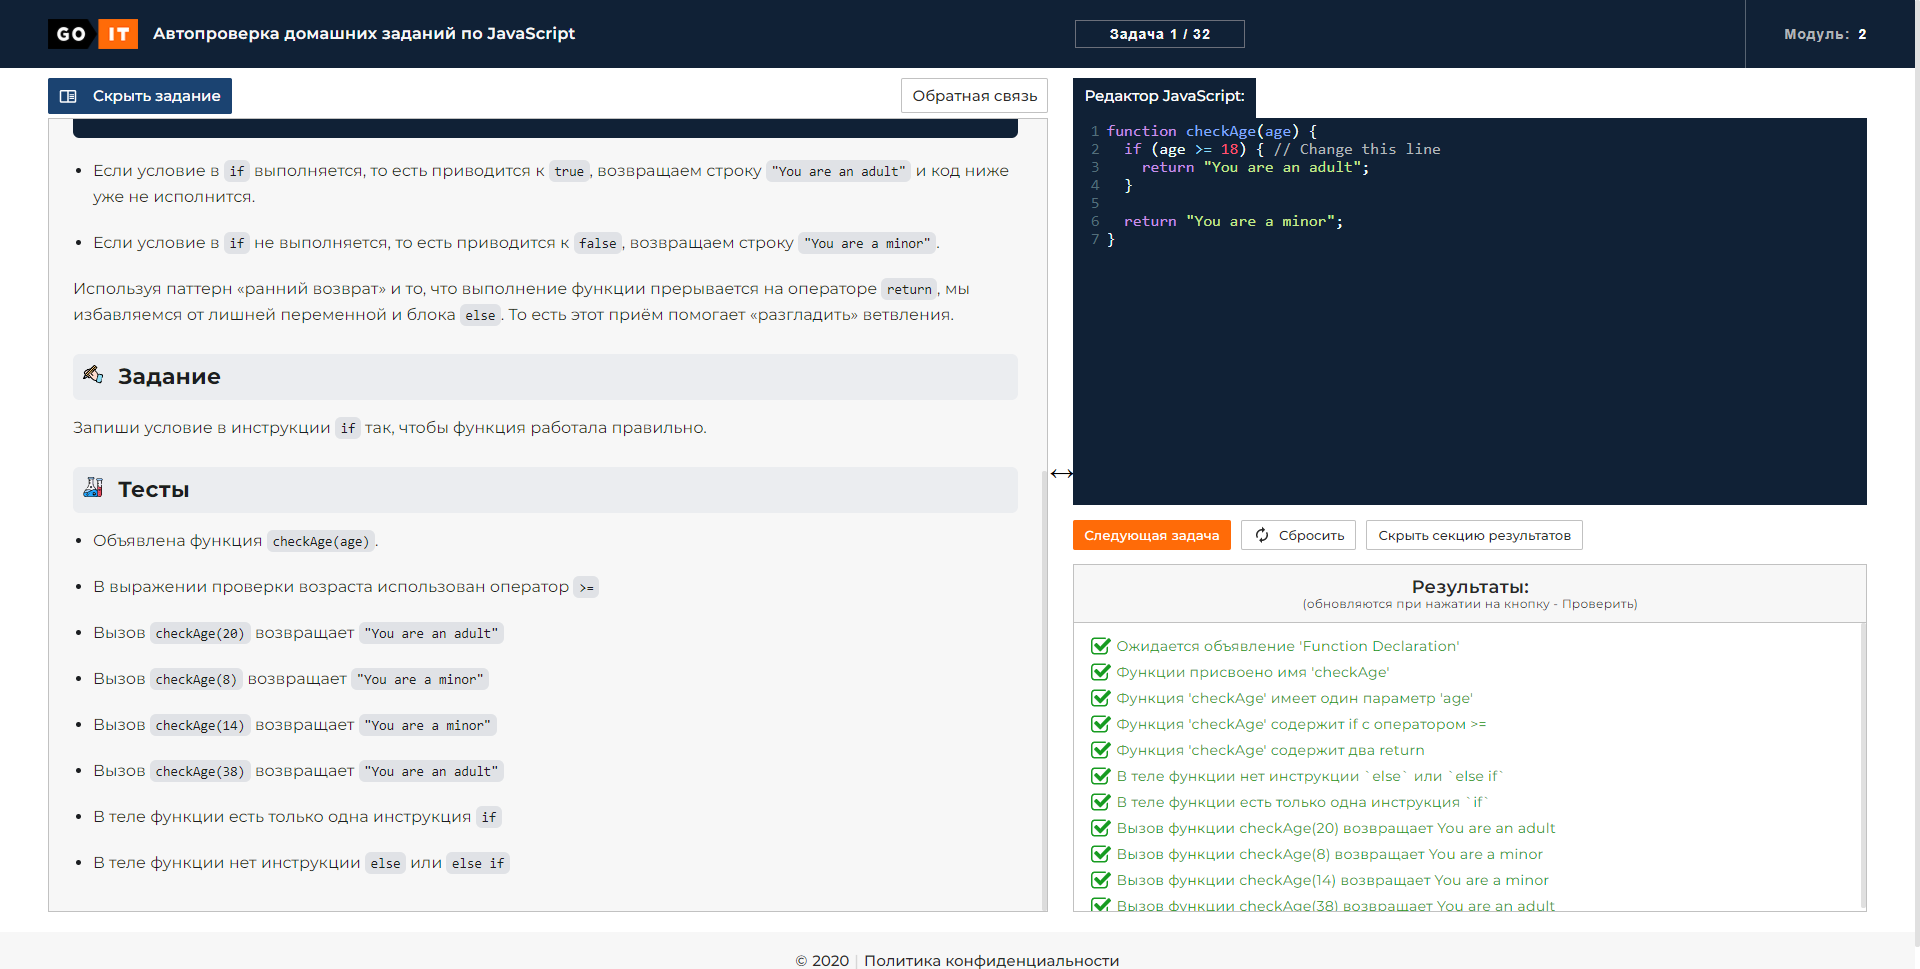 GO IT Автопроверка домашних заданий по JavaScript
Задача 1 / 32
Модуль: 2
Скрыть задание
Обратная связь
Если условие в if выполняется, то есть приводится к true, возвращаем строку "You are an adult" и код ниже
уже не исполнится.
Если условие в if не выполняется, то есть приводится к false, возвращаем строку "You are a minor".
Используя паттерн «ранний возврат» и то, что выполнение функции прерывается на операторе return, мы
избавляемся от лишней переменной и блока else. То есть этот приём помогает «разгладить» ветвления.
Задание
Запиши условие в инструкции if так, чтобы функция работала правильно.
Тесты
Объявлена функция checkAge(age).
В выражении проверки возраста использован оператор >=
Вызов checkAge(20) возвращает "You are an adult"
Вызов checkAge(8) возвращает "You are a minor"
Вызов checkAge(14) возвращает "You are a minor"
Вызов checkAge(38) возвращает "You are an adult"
В теле функции есть только одна инструкция if
В теле функции нет инструкции else или else if
Редактор JavaScript:
1 function checkAge(age) {
2 if (age >= 18) { // Change this line
3 return "You are an adult";
4 }
5
6 return "You are a minor";
7 }
Следующая задача
Сбросить
Скрыть секцию результатов
Результаты:
(обновляются при нажатии на кнопку - Проверить)
Ожидается объявление 'Function Declaration'
Функции присвоено имя 'checkAge'
Функция 'checkAge' имеет один параметр 'age'
Функция 'checkAge' содержит if с оператором >=
Функция 'checkAge' содержит два return
В теле функции нет инструкции `else` или `else if`
В теле функции есть только одна инструкция `if`
Вызов функции checkAge(20) возвращает You are an adult
Вызов функции checkAge(8) возвращает You are a minor
Вызов функции checkAge(14) возвращает You are a minor
Вызов функции checkAge(38) возвращает You are an adult
© 2020 | Политика конфиденциальности